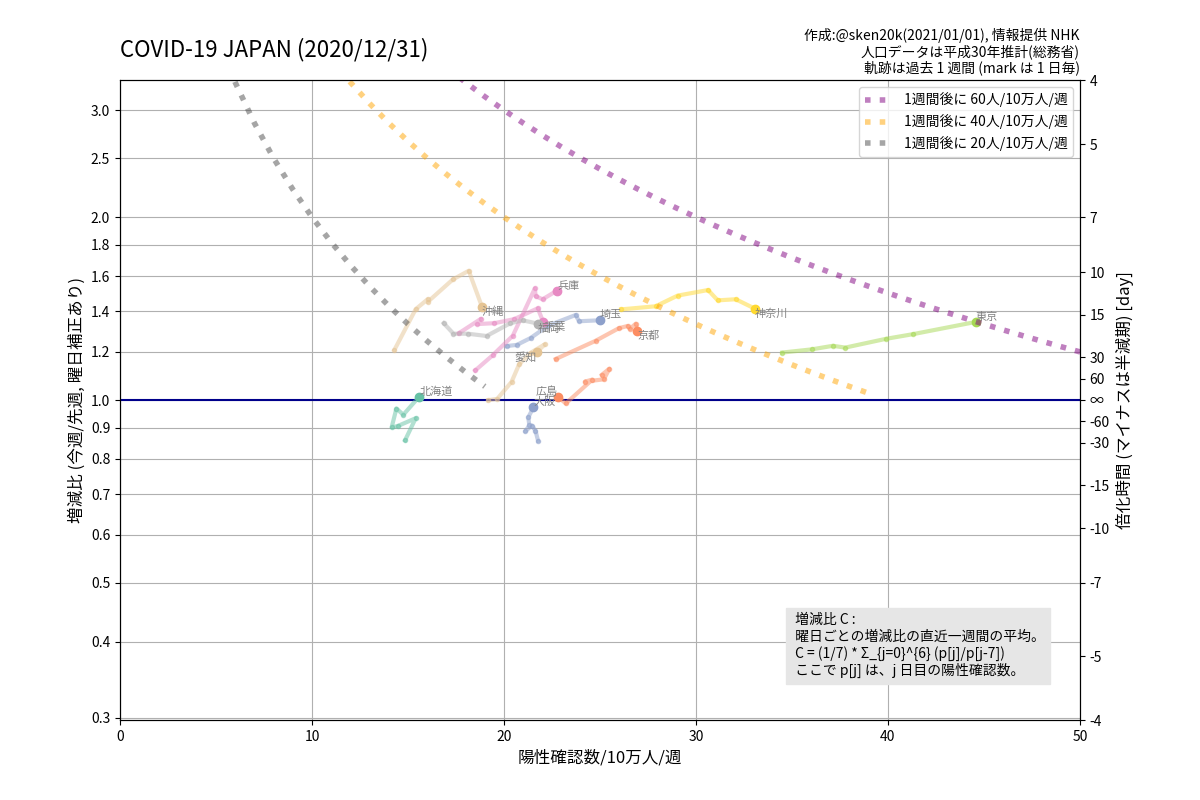 COVID-19 JAPAN (2020/12/31)
作成:@sken20k(2021/01/01), 情報提供 NHK
人口データは平成30年推計(総務省)
軌跡は過去 1 週間 (mark は 1 日毎)
1週間後に 60人/10万人/週
1週間後に 40人/10万人/週
1週間後に 20人/10万人/週
増減比 (今週/先週, 曜日補正あり)
3.0
2.5
2.0
1.8
1.6
1.4
1.2
1.0
0.9
0.8
0.7
0.6
0.5
0.4
0.3
4
5
7
10
15
30
60
∞
-60
-30
-15
-10
-7
-5
-4
倍化時間 (マイナスは半減期) [day]
兵庫
沖縄
埼玉
神奈川
東京
福岡
京都
愛知
北海道
広島
大阪
増減比 C :
曜日ごとの増減比の直近一週間の平均。
C = (1/7) * Σ_{j=0}^{6} (p[j]/p[j-7])
ここで p[j] は、j 日目の陽性確認数。
0 10 20 30 40 50
陽性確認数/10万人/週